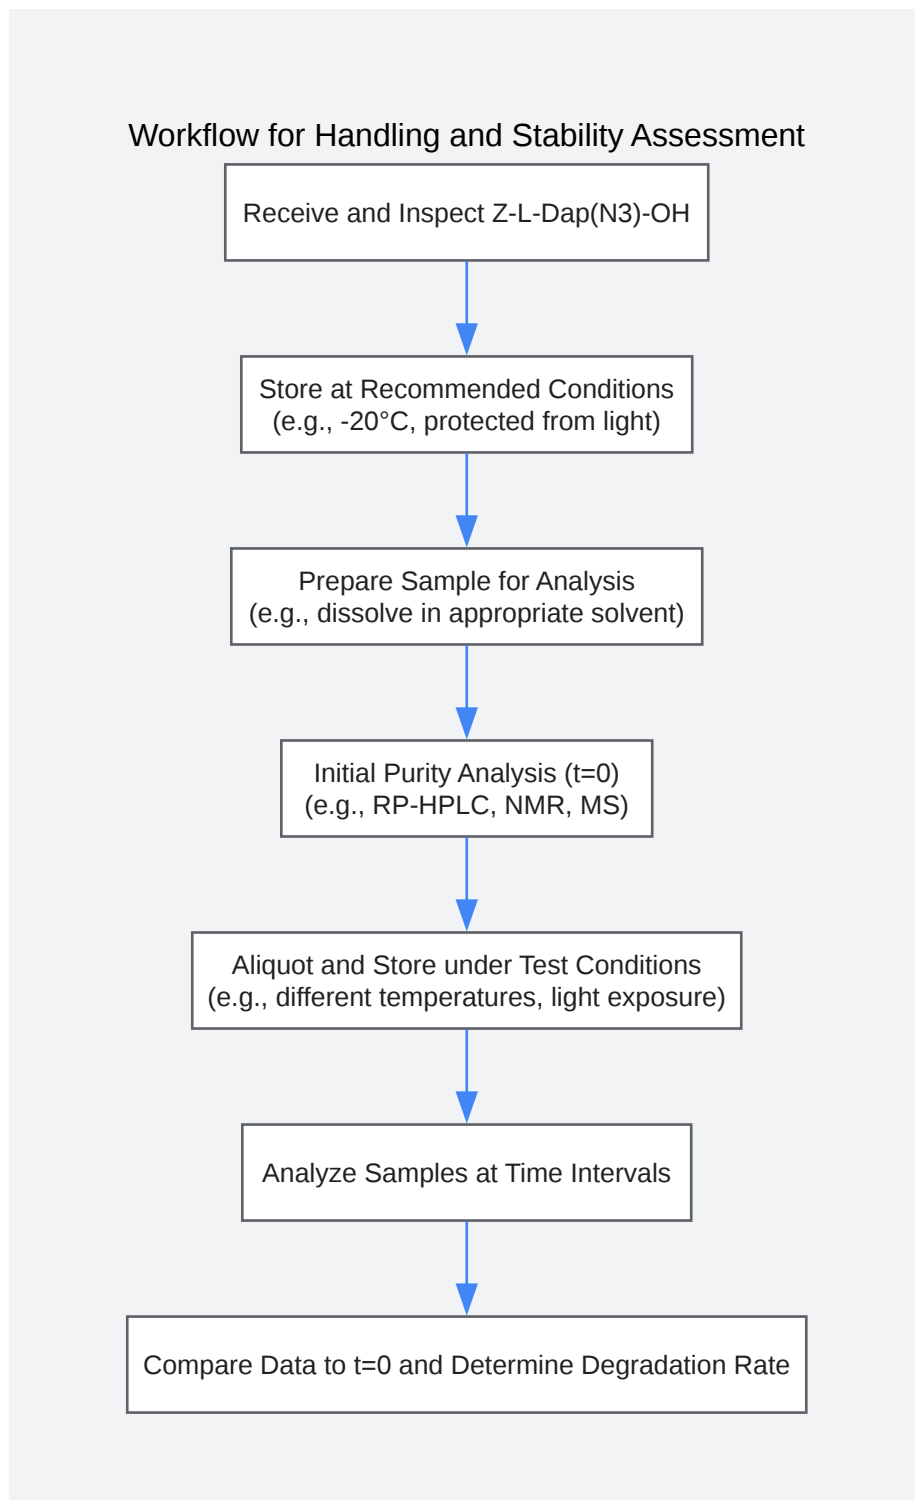 Workflow for Handling and Stability Assessment
Receive and Inspect Z-L-Dap(N3)-OH
Store at Recommended Conditions
(e.g., -20°C, protected from light)
Prepare Sample for Analysis
(e.g., dissolve in appropriate solvent)
Initial Purity Analysis (t=0)
(e.g., RP-HPLC, NMR, MS)
Aliquot and Store under Test Conditions
(e.g., different temperatures, light exposure)
Analyze Samples at Time Intervals
Compare Data to t=0 and Determine Degradation Rate